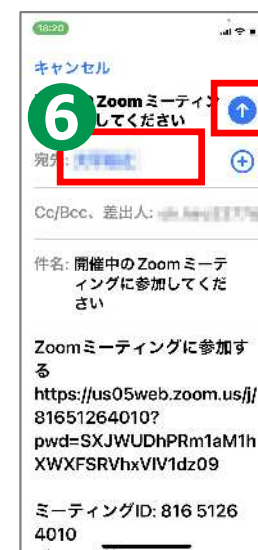 18:20
キャンセル
Zoomミーティン
してください
6
宛先:
Cc/Bcc、差出人:
件名: 開催中のZoomミーテ
ィングに参加してくだ
さい
Zoomミーティングに参加す
る
https://us05web.zoom.us/j/
81651264010?
pwd=SXJWUDhPRm1aM1h
XWXFSRVhxVlV1dz09
ミーティングID: 816 5126
4010